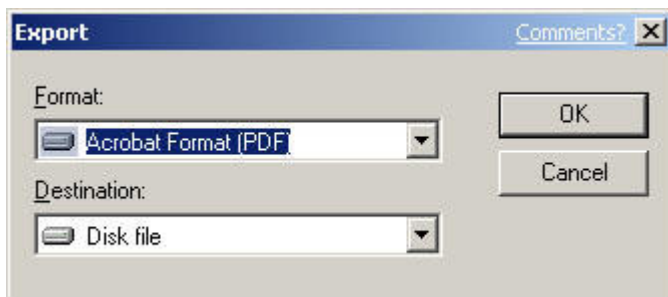 Export Comments?
Format:
Acrobat Format (PDF)
OK
Cancel
Destination:
Disk file